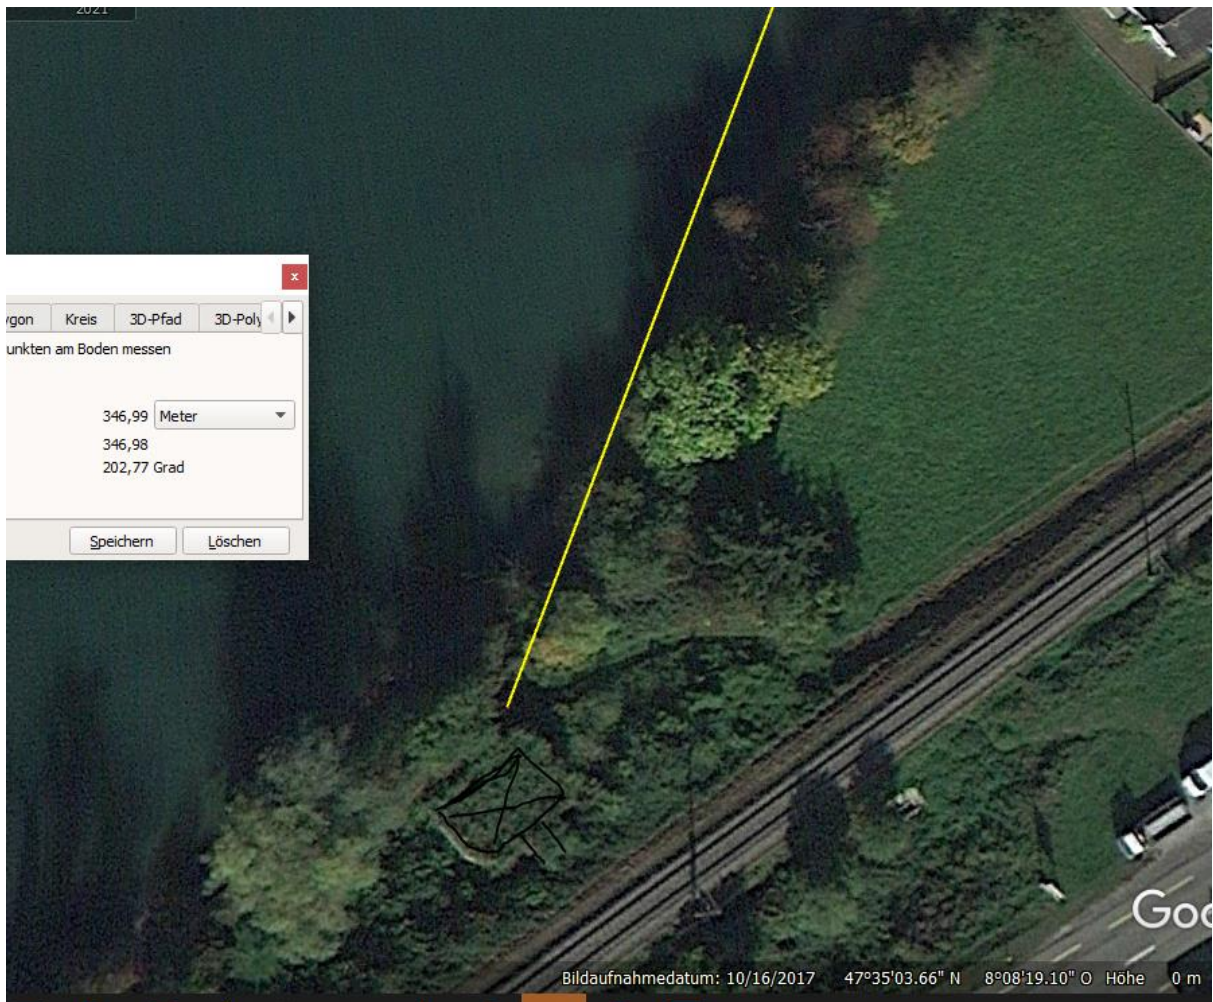 2021
x
ygon Kreis 3D-Pfad 3D-Poly
unkten am Boden messen
346,99 Meter
346,98
202,77 Grad
Speichern Löschen
Goo
Bildaufnahmedatum: 10/16/2017 47°35'03.66" N 8°08'19.10" O Höhe 0 m